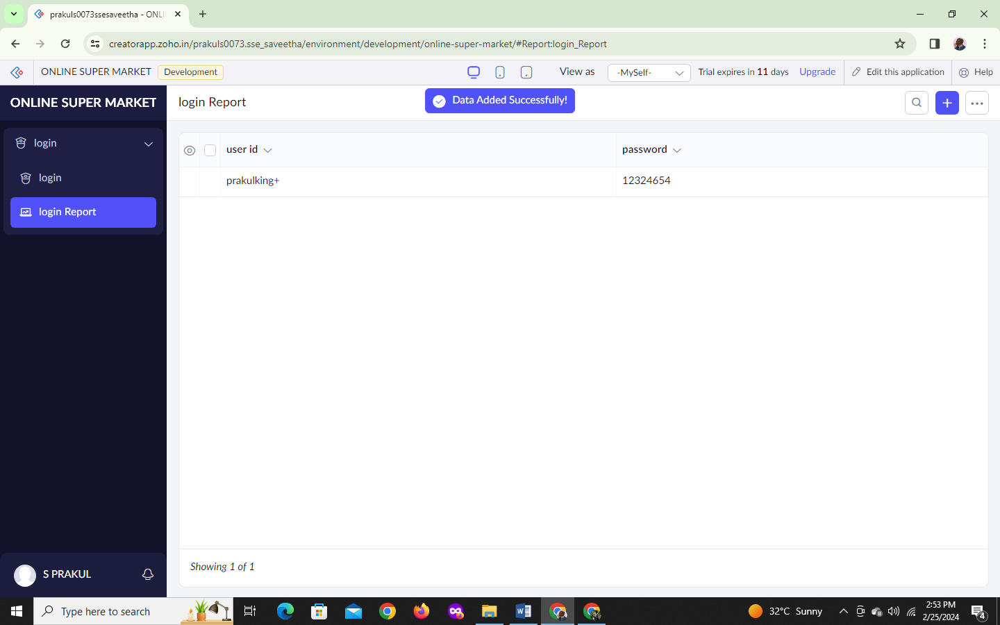 prakuls0073ssesaveetha - ONLI
creatorapp.zoho.in/prakuls0073.sse_saveetha/environment/development/online-super-market/#Report:login_Report
ONLINE SUPER MARKET Development View as -MySelf- Trial expires in 11 days Upgrade Edit this application Help
ONLINE SUPER MARKET login Report Data Added Successfully!
login
login
login Report
user id password
prakulking+ 12324654
Showing 1 of 1
S PRAKUL
Type here to search 32°C Sunny 2:53 PM
2/25/2024 4